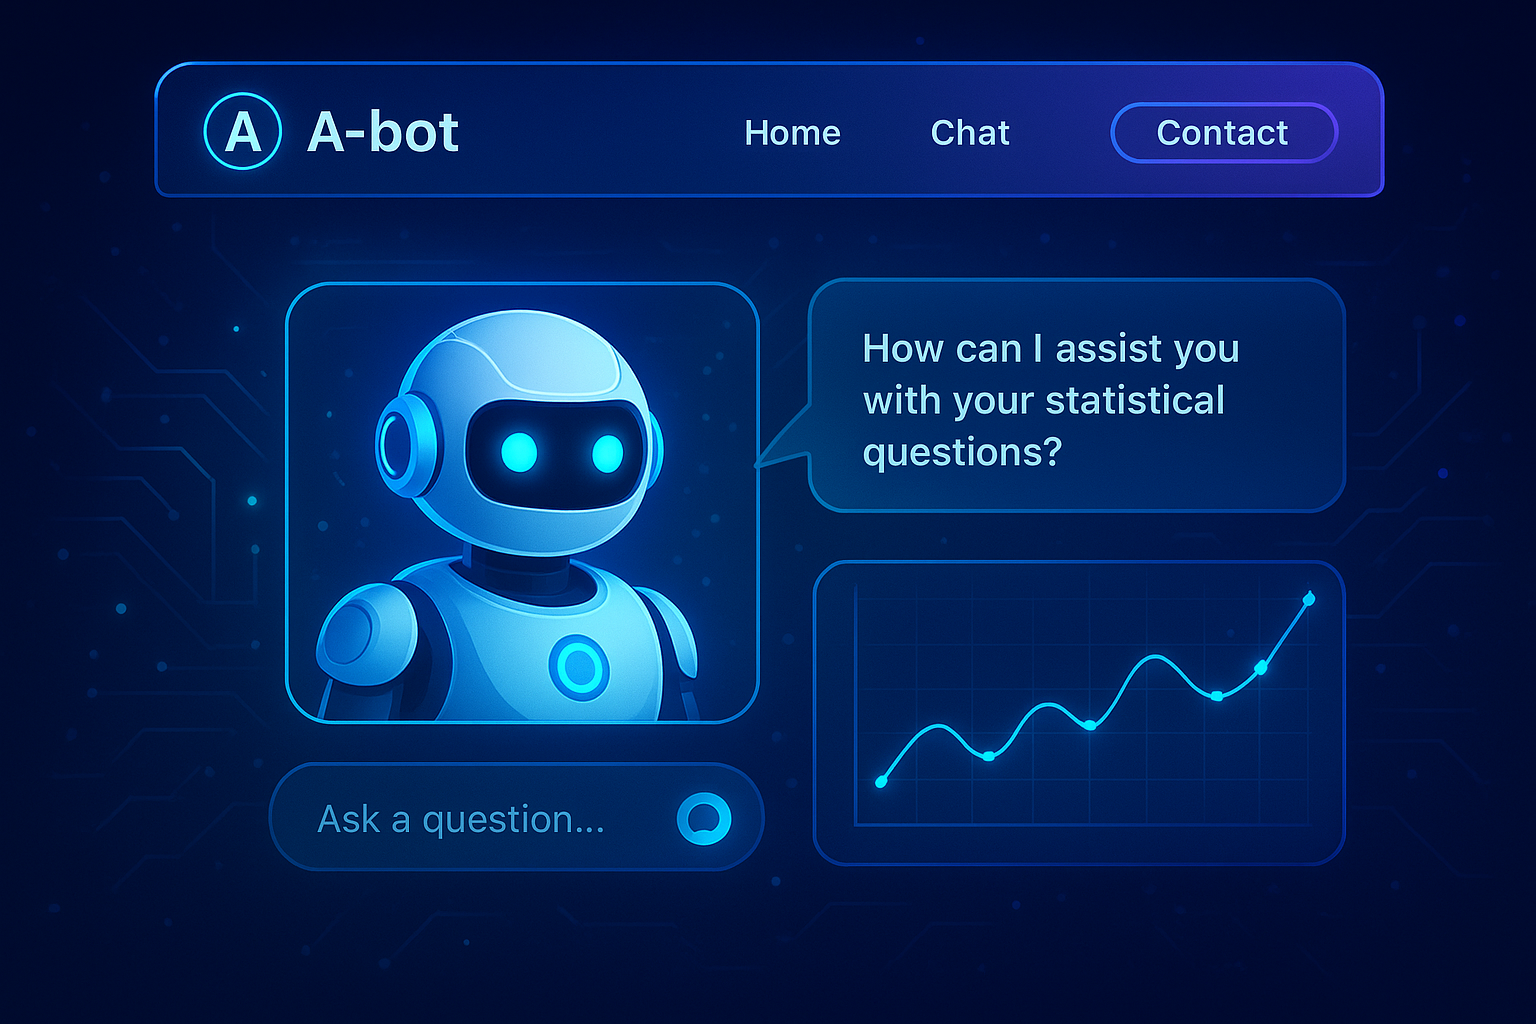 A A-bot
Home
Chat
Contact
How can I assist you
with your statistical
questions?
Ask a question...